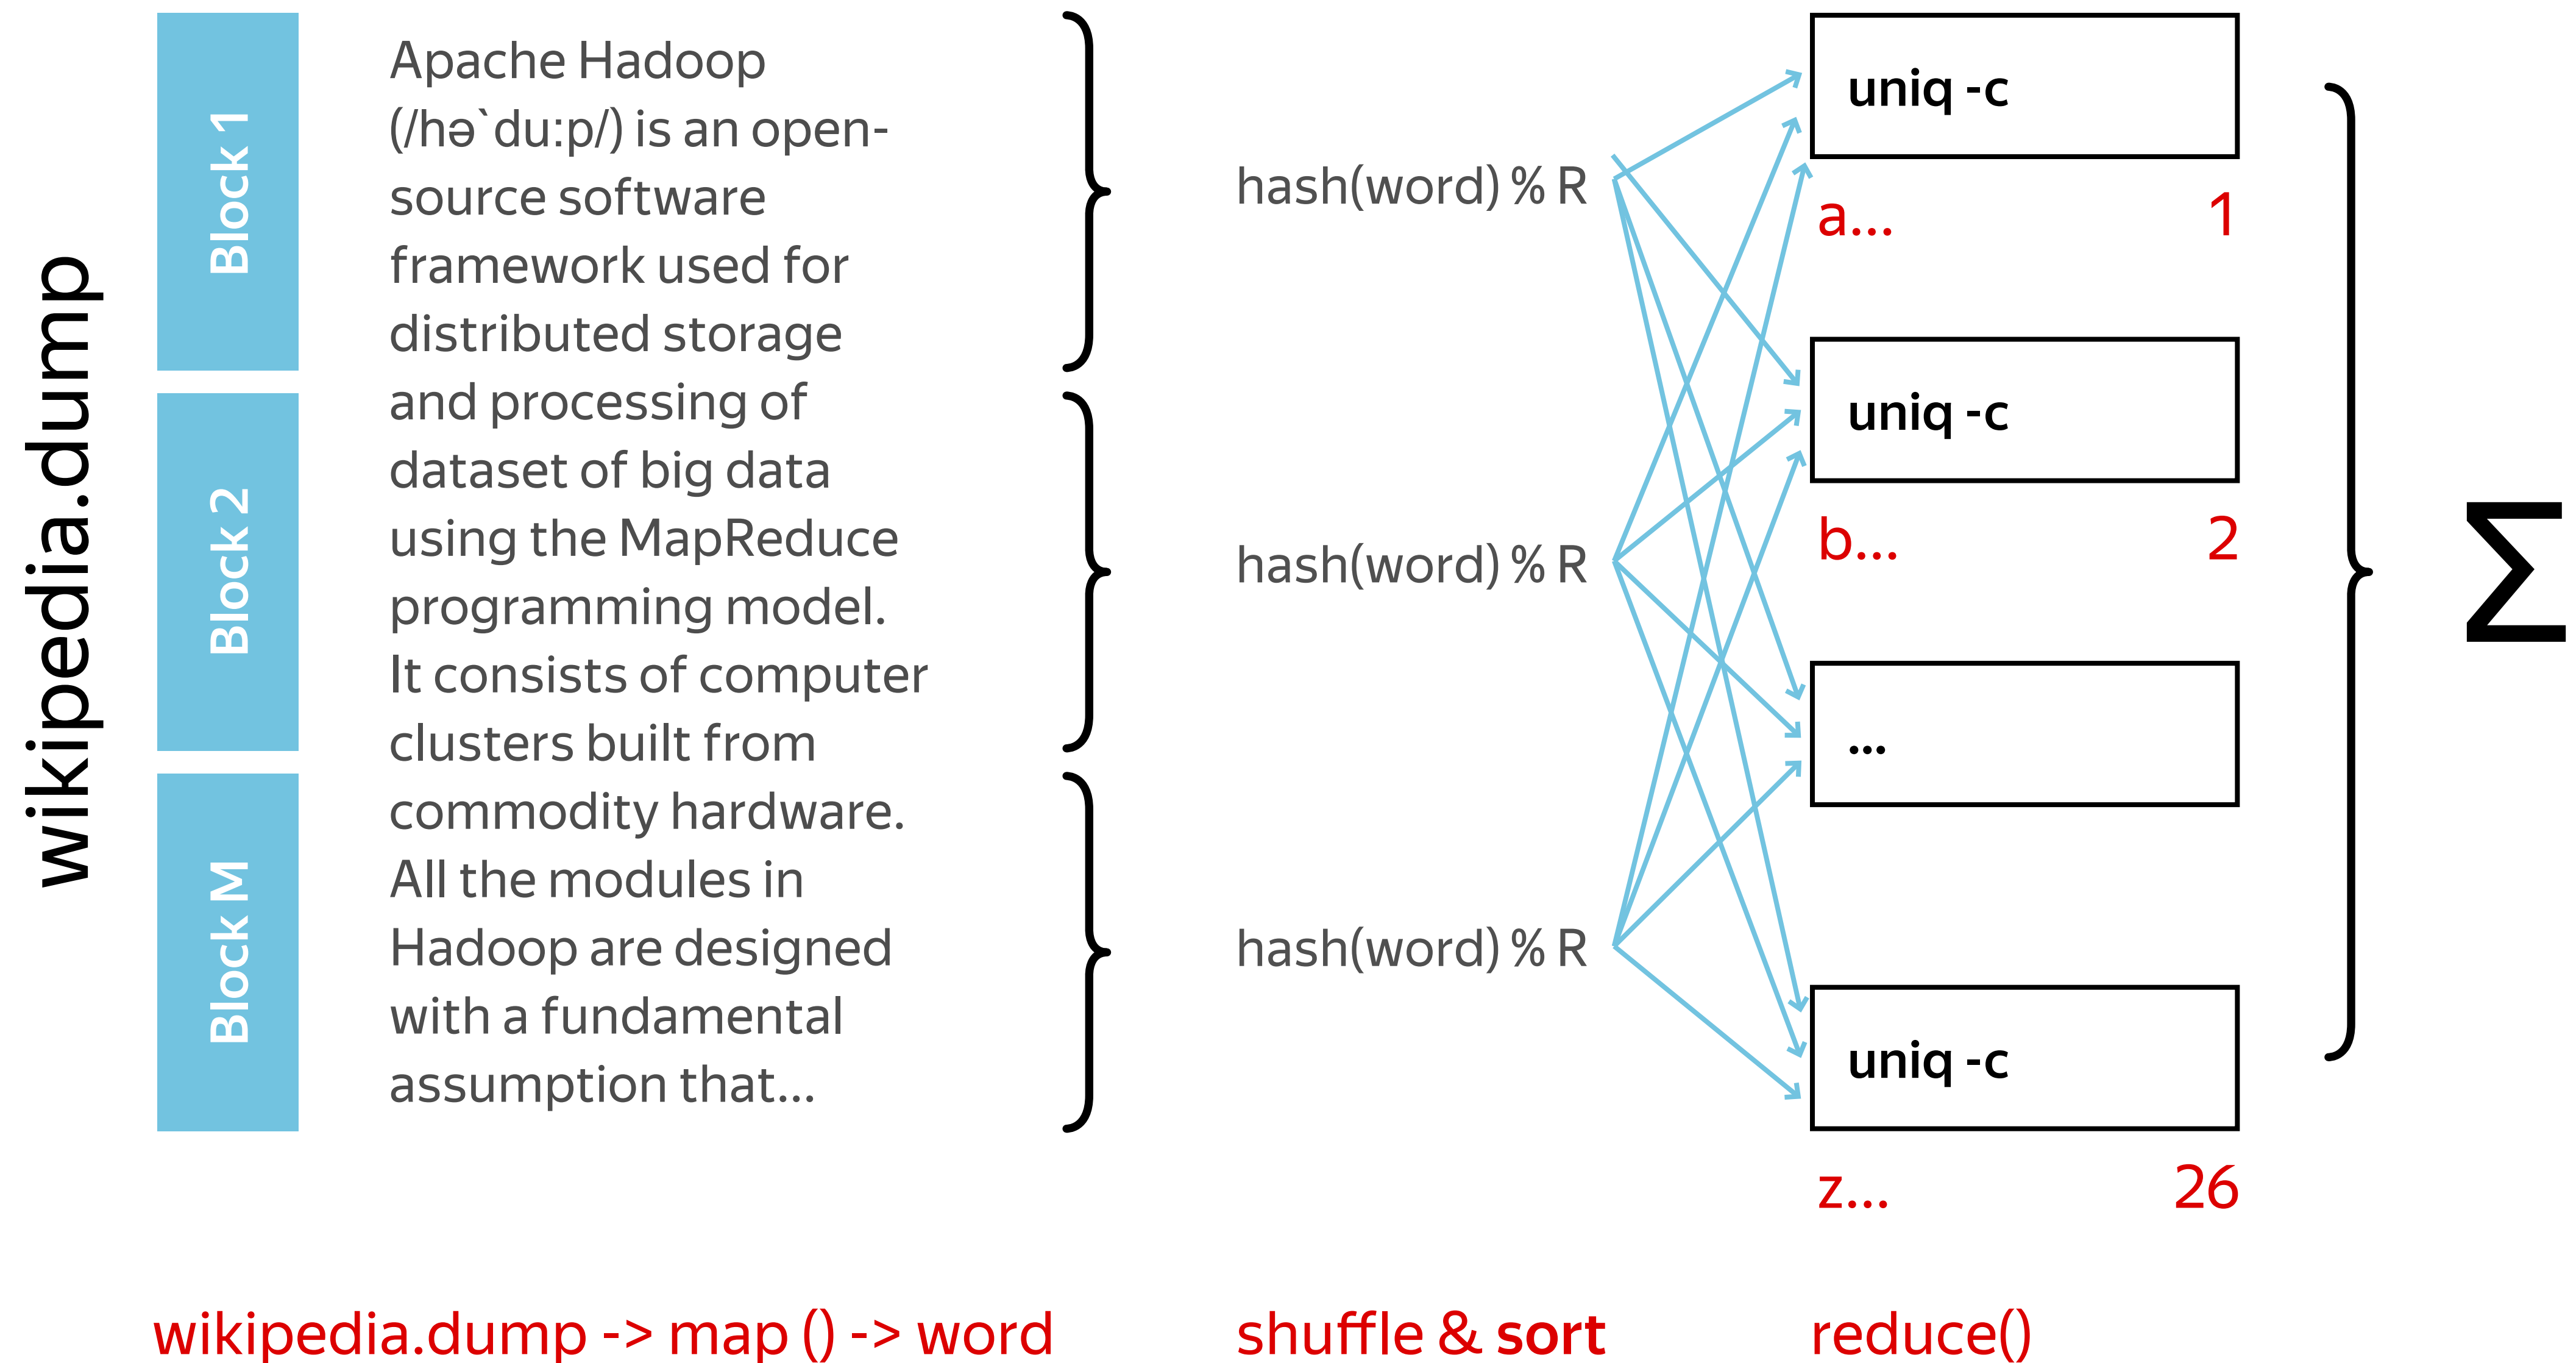 wikipedia.dump
Block 1
Block 2
Block M
Apache Hadoop
(/hə`du:p/) is an open-
source software
framework used for
distributed storage
and processing of
dataset of big data
using the MapReduce
programming model.
It consists of computer
clusters built from
commodity hardware.
All the modules in
Hadoop are designed
with a fundamental
assumption that...
hash(word) % R
hash(word) % R
hash(word) % R
uniq -c
a... 1
uniq -c
b... 2
...
uniq -c
z... 26
Σ
wikipedia.dump -> map () -> word
shuffle & sort
reduce()